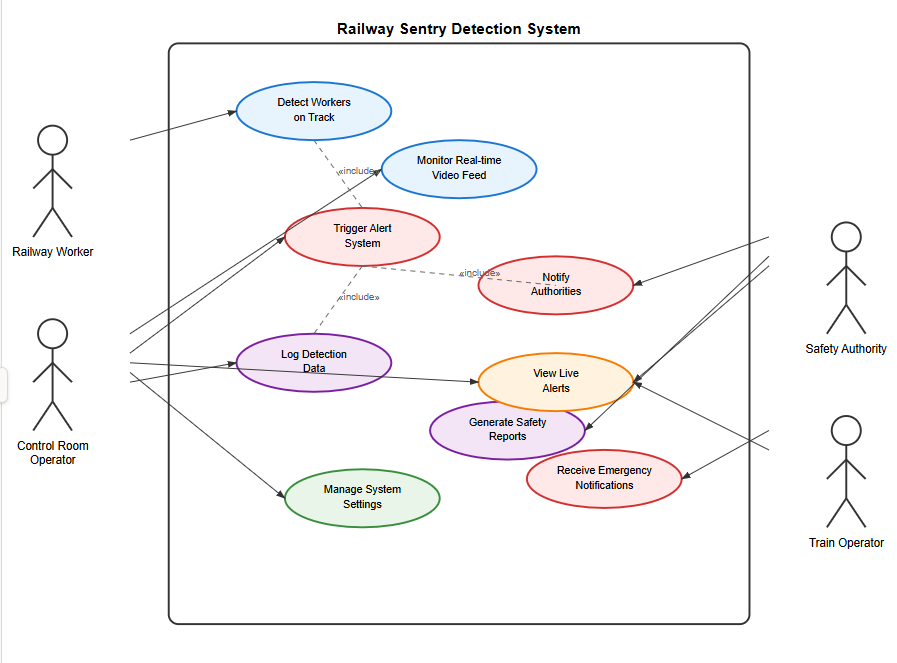 Railway Sentry Detection System
Detect Workers
on Track
Monitor Real-time
Video Feed
«include»
Trigger Alert
System
Railway Worker
«include»
Notify
Authorities
«include»
Safety Authority
Log Detection
Data
View Live
Alerts
Generate Safety
Reports
Control Room
Operator
Receive Emergency
Notifications
Manage System
Settings
Train Operator